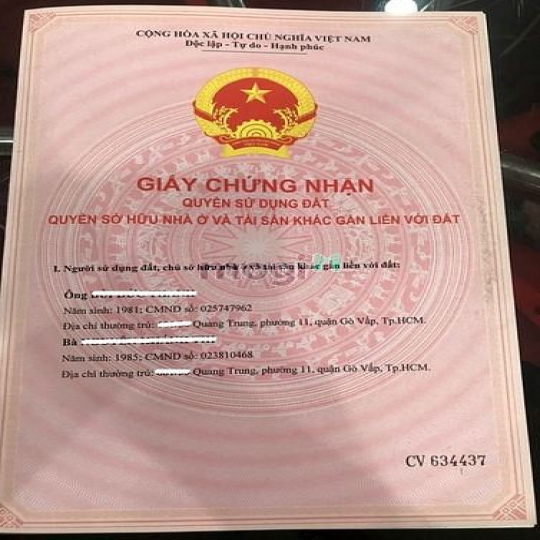 CỘNG HÒA XÃ HỘI CHỦ NGHĨA VIỆT NAM
Độc lập - Tự do - Hạnh phúc
GIẤY CHỨNG NHẬN
QUYỀN SỬ DỤNG ĐẤT
QUYỀN SỞ HỮU NHÀ Ở VÀ TÀI SẢN KHÁC GẮN LIỀN VỚI ĐẤT
I. Người sử dụng đất, chủ sở hữu nhà ở và tài sản khác gắn liền với đất:
mogi
Ông
Năm sinh: 1981; CMND số: 025747962
Địa chỉ thường trú: Quang Trung, phường 11, quận Gò Vấp, Tp.HCM.
Bà
Năm sinh: 1985; CMND số: 023810468
Địa chỉ thường trú: Quang Trung, phường 11, quận Gò Vấp, Tp.HCM.
CV 634437